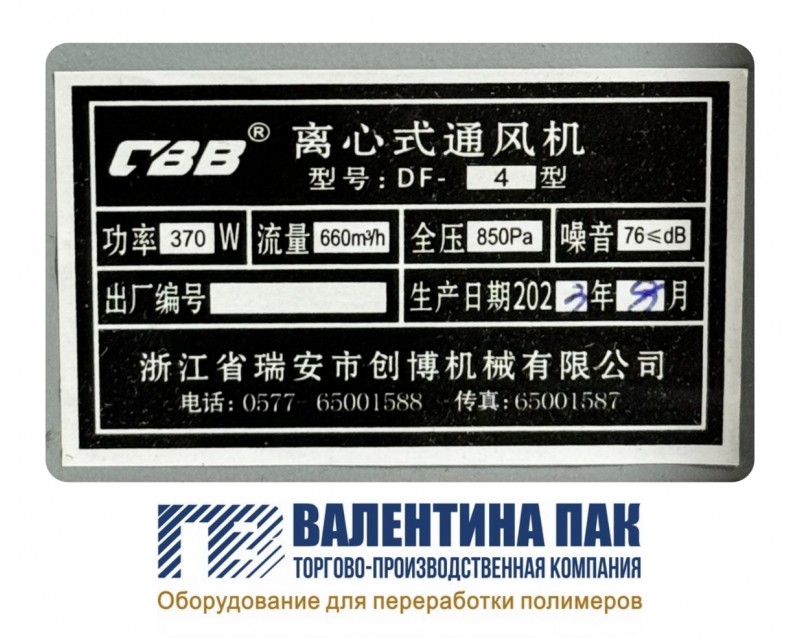 CBB® 离心式通风机
型号:DF- 4 型
功率 370 W 流量 660m³/h 全压 850Pa 噪音 76≤dB
出厂编号 生产日期2023年 月
浙江省瑞安市创博机械有限公司
电话:0577-65001588 传真:65001587
ВАЛЕНТИНА ПАК
ТОРГОВО-ПРОИЗВОДСТВЕННАЯ КОМПАНИЯ
Оборудование для переработки полимеров